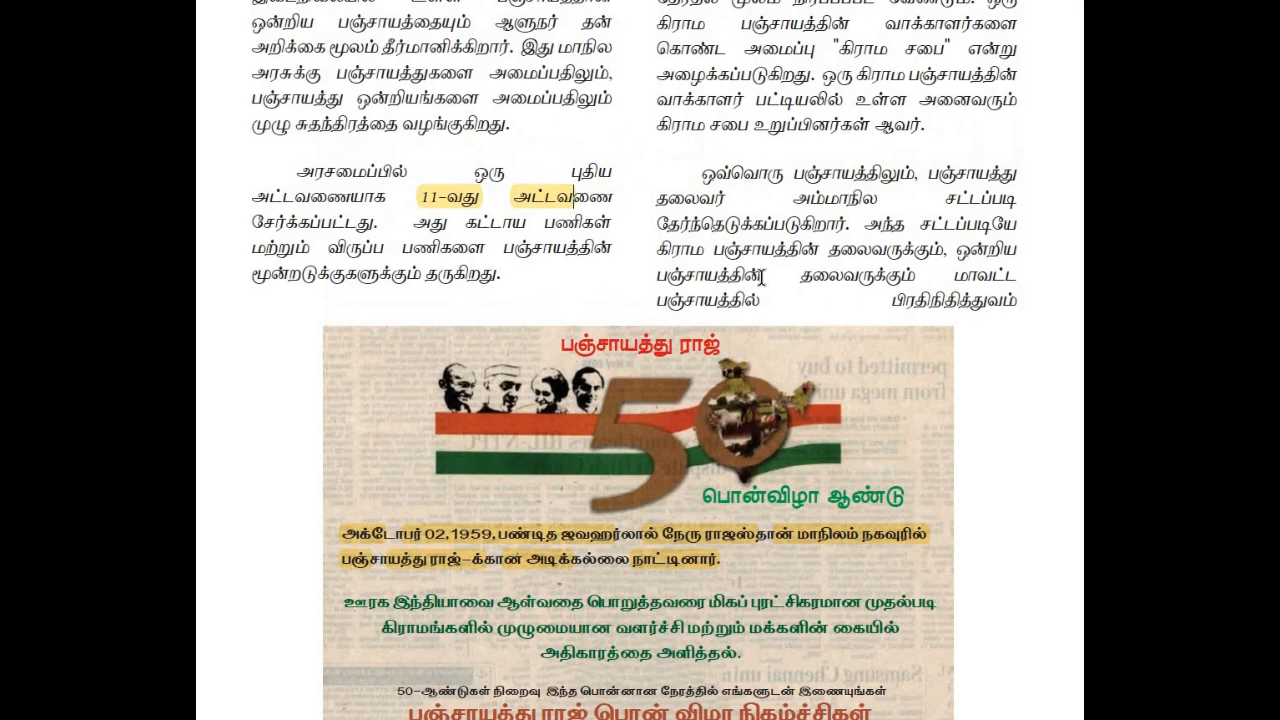 ஒன்றிய பஞ்சாயத்தையும் ஆளுநர் தன்
அறிக்கை மூலம் தீர்மானிக்கிறார். இது மாநில
அரசுக்கு பஞ்சாயத்துகளை அமைப்பதிலும்,
பஞ்சாயத்து ஒன்றியங்களை அமைப்பதிலும்
முழு சுதந்திரத்தை வழங்குகிறது.
அரசமைப்பில் ஒரு புதிய
அட்டவணையாக 11-வது அட்டவணை
சேர்க்கப்பட்டது. அது கட்டாய பணிகள்
மற்றும் விருப்ப பணிகளை பஞ்சாயத்தின்
மூன்றடுக்குகளுக்கும் தருகிறது.
கிராம பஞ்சாயத்தின் வாக்காளர்களை
கொண்ட அமைப்பு "கிராம சபை" என்று
அழைக்கப்படுகிறது. ஒரு கிராம பஞ்சாயத்தின்
வாக்காளர் பட்டியலில் உள்ள அனைவரும்
கிராம சபை உறுப்பினர்கள் ஆவர்.
ஒவ்வொரு பஞ்சாயத்திலும், பஞ்சாயத்து
தலைவர் அம்மாநில சட்டப்படி
தேர்ந்தெடுக்கப்படுகிறார். அந்த சட்டப்படியே
கிராம பஞ்சாயத்தின் தலைவருக்கும், ஒன்றிய
பஞ்சாயத்தின் தலைவருக்கும் மாவட்ட
பஞ்சாயத்தில் பிரதிநிதித்துவம்
பஞ்சாயத்து ராஜ்
50
permitted to buy
from mega
பொன்விழா ஆண்டு
அக்டோபர் 02,1959, பண்டித ஜவஹர்லால் நேரு ராஜஸ்தான் மாநிலம் நகவுரில்
பஞ்சாயத்து ராஜ்-க்கான அடிக்கல்லை நாட்டினார்.
ஊரக இந்தியாவை ஆள்வதை பொறுத்தவரை மிகப் புரட்சிகரமான முதல்படி
கிராமங்களில் முழுமையான வளர்ச்சி மற்றும் மக்களின் கையில்
அதிகாரத்தை அளித்தல்.
Samsung Chennai unit
50-ஆண்டுகள் நிறைவு இந்த பொன்னான நேரத்தில் எங்களுடன் இணையுங்கள்
பஞ்சாயத்து ராஜ் பொன் விழா நிகழ்ச்சிகள்